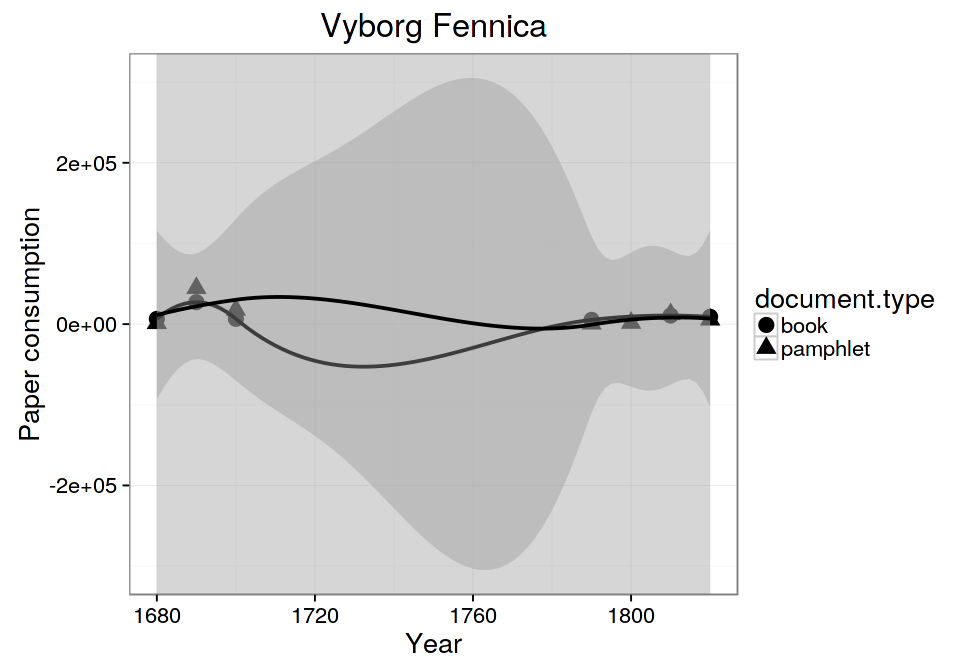 Vyborg Fennica
Paper consumption
2e+05
0e+00
-2e+05
1680
1720
1760
1800
Year
document.type
book
pamphlet